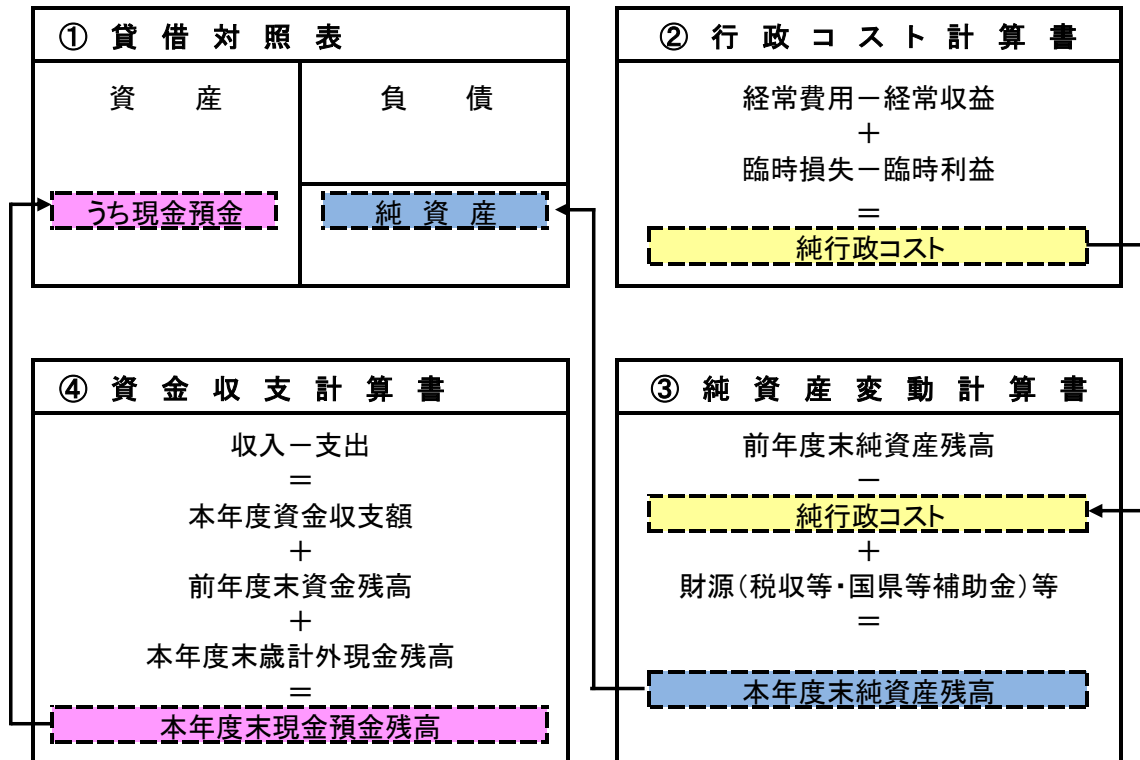 ① 貸 借 対 照 表
資 産
うち現金預金
負 債
純 資 産
② 行 政 コ ス ト 計 算 書
経常費用－経常収益
＋
臨時損失－臨時利益
＝
純行政コスト
④ 資 金 収 支 計 算 書
収入－支出
＝
本年度資金収支額
＋
前年度末資金残高
＋
本年度末歳計外現金残高
＝
本年度末現金預金残高
③ 純 資 産 変 動 計 算 書
前年度末純資産残高
－
純行政コスト
＋
財源（税収等・国県等補助金）等
＝
本年度末純資産残高